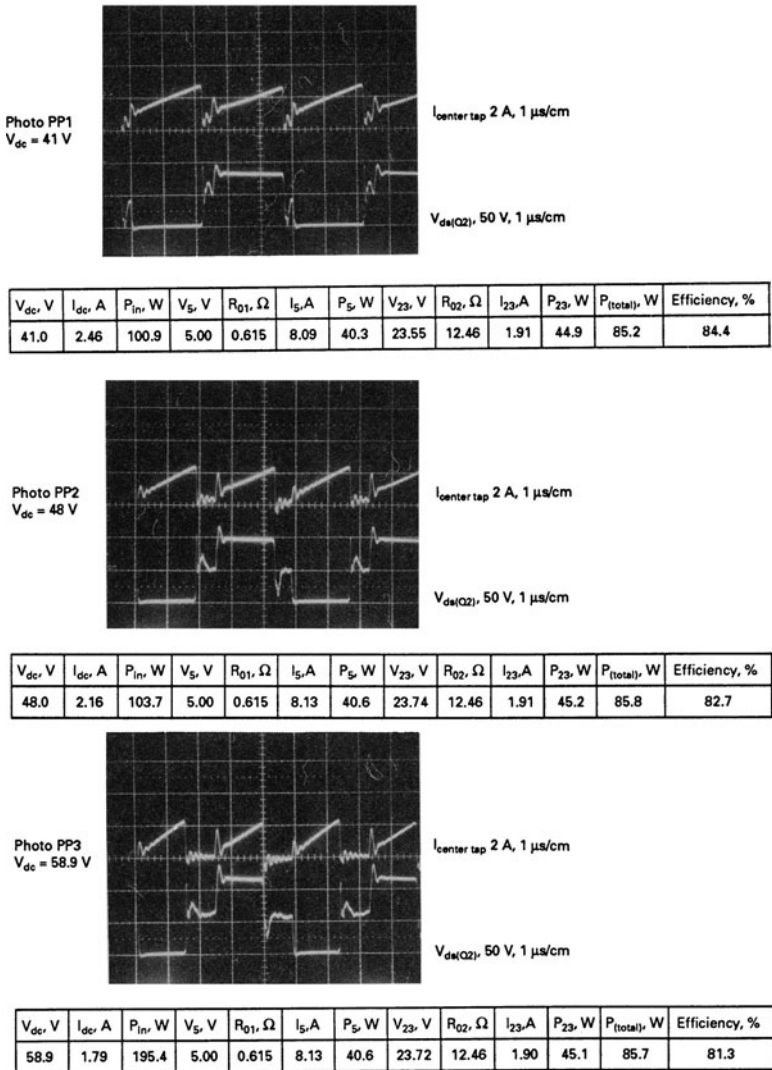 Photo PP1
V_dc = 41 V
I_center tap 2 A, 1 μs/cm
V_ds(Q2), 50 V, 1 μs/cm
V_dc, V I_dc, A P_in, W V_5, V R_01, Ω I_5,A P_5, W V_23, V R_02, Ω I_23,A P_23, W P_(total), W Efficiency, %
41.0 2.46 100.9 5.00 0.615 8.09 40.3 23.55 12.46 1.91 44.9 85.2 84.4
Photo PP2
V_dc = 48 V
I_center tap 2 A, 1 μs/cm
V_ds(Q2), 50 V, 1 μs/cm
V_dc, V I_dc, A P_in, W V_5, V R_01, Ω I_5,A P_5, W V_23, V R_02, Ω I_23,A P_23, W P_(total), W Efficiency, %
48.0 2.16 103.7 5.00 0.615 8.13 40.6 23.74 12.46 1.91 45.2 85.8 82.7
Photo PP3
V_dc = 58.9 V
I_center tap 2 A, 1 μs/cm
V_ds(Q2), 50 V, 1 μs/cm
V_dc, V I_dc, A P_in, W V_5, V R_01, Ω I_5,A P_5, W V_23, V R_02, Ω I_23,A P_23, W P_(total), W Efficiency, %
58.9 1.79 195.4 5.00 0.615 8.13 40.6 23.72 12.46 1.90 45.1 85.7 81.3